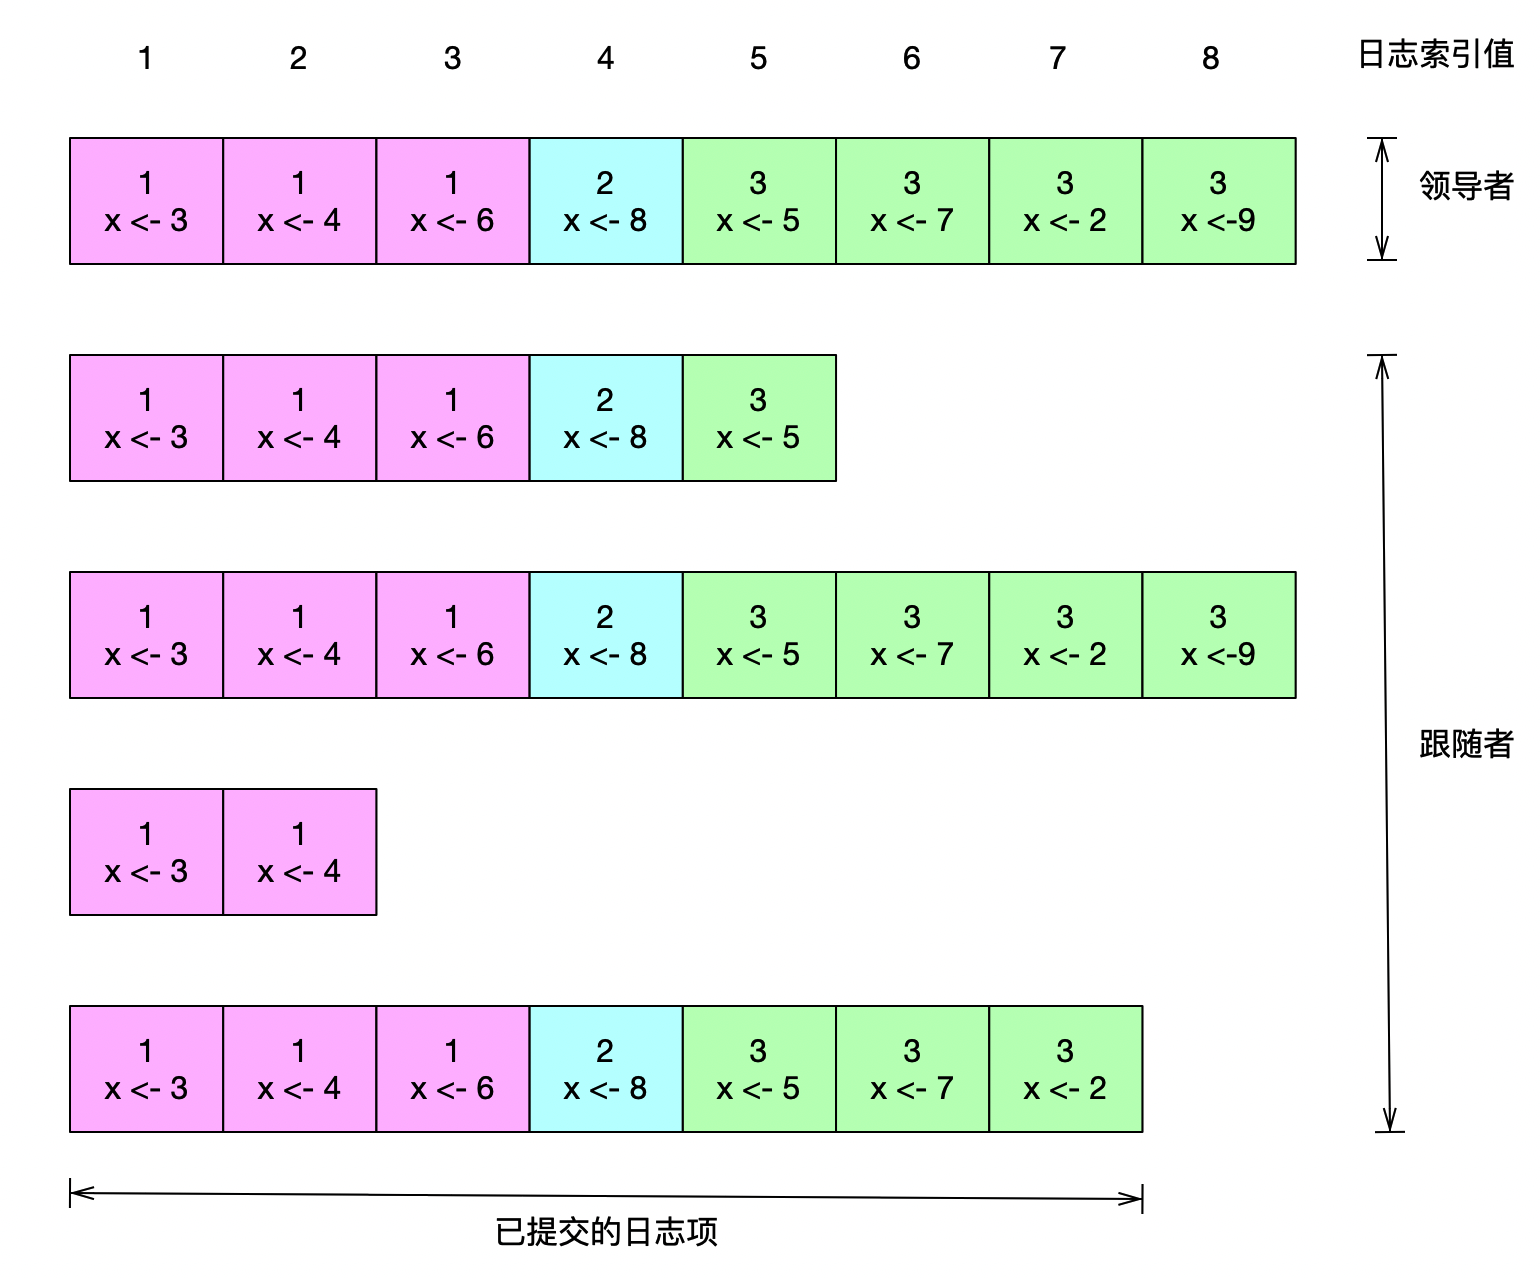 1 2 3 4 5 6 7 8 日志索引值
1 1 1 2 3 3 3 3
x <- 3 x <- 4 x <- 6 x <- 8 x <- 5 x <- 7 x <- 2 x <-9
领导者
1 1 1 2 3
x <- 3 x <- 4 x <- 6 x <- 8 x <- 5
1 1 1 2 3 3 3 3
x <- 3 x <- 4 x <- 6 x <- 8 x <- 5 x <- 7 x <- 2 x <-9
跟随者
1 1
x <- 3 x <- 4
1 1 1 2 3 3 3
x <- 3 x <- 4 x <- 6 x <- 8 x <- 5 x <- 7 x <- 2
已提交的日志项